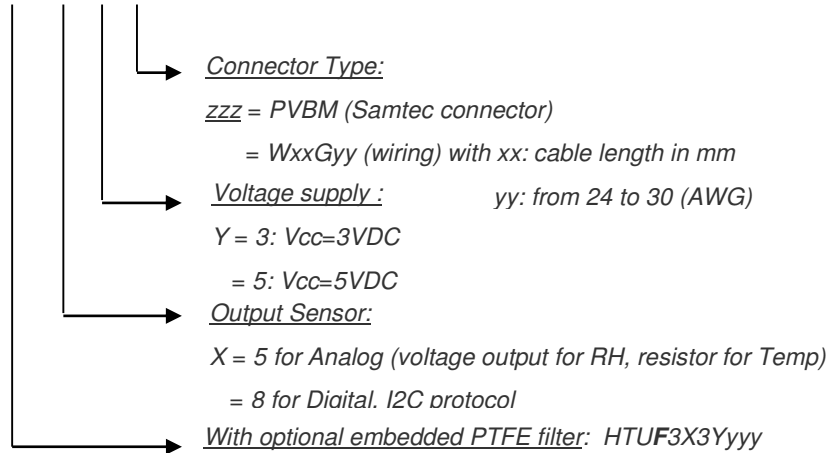 Connector Type:
zzz = PVBM (Samtec connector)
= WxxGyy (wiring) with xx: cable length in mm
Voltage supply : yy: from 24 to 30 (AWG)
Y = 3: Vcc=3VDC
= 5: Vcc=5VDC
Output Sensor:
X = 5 for Analog (voltage output for RH, resistor for Temp)
= 8 for Digital, I2C protocol
With optional embedded PTFE filter: HTUF3X3Yyyy